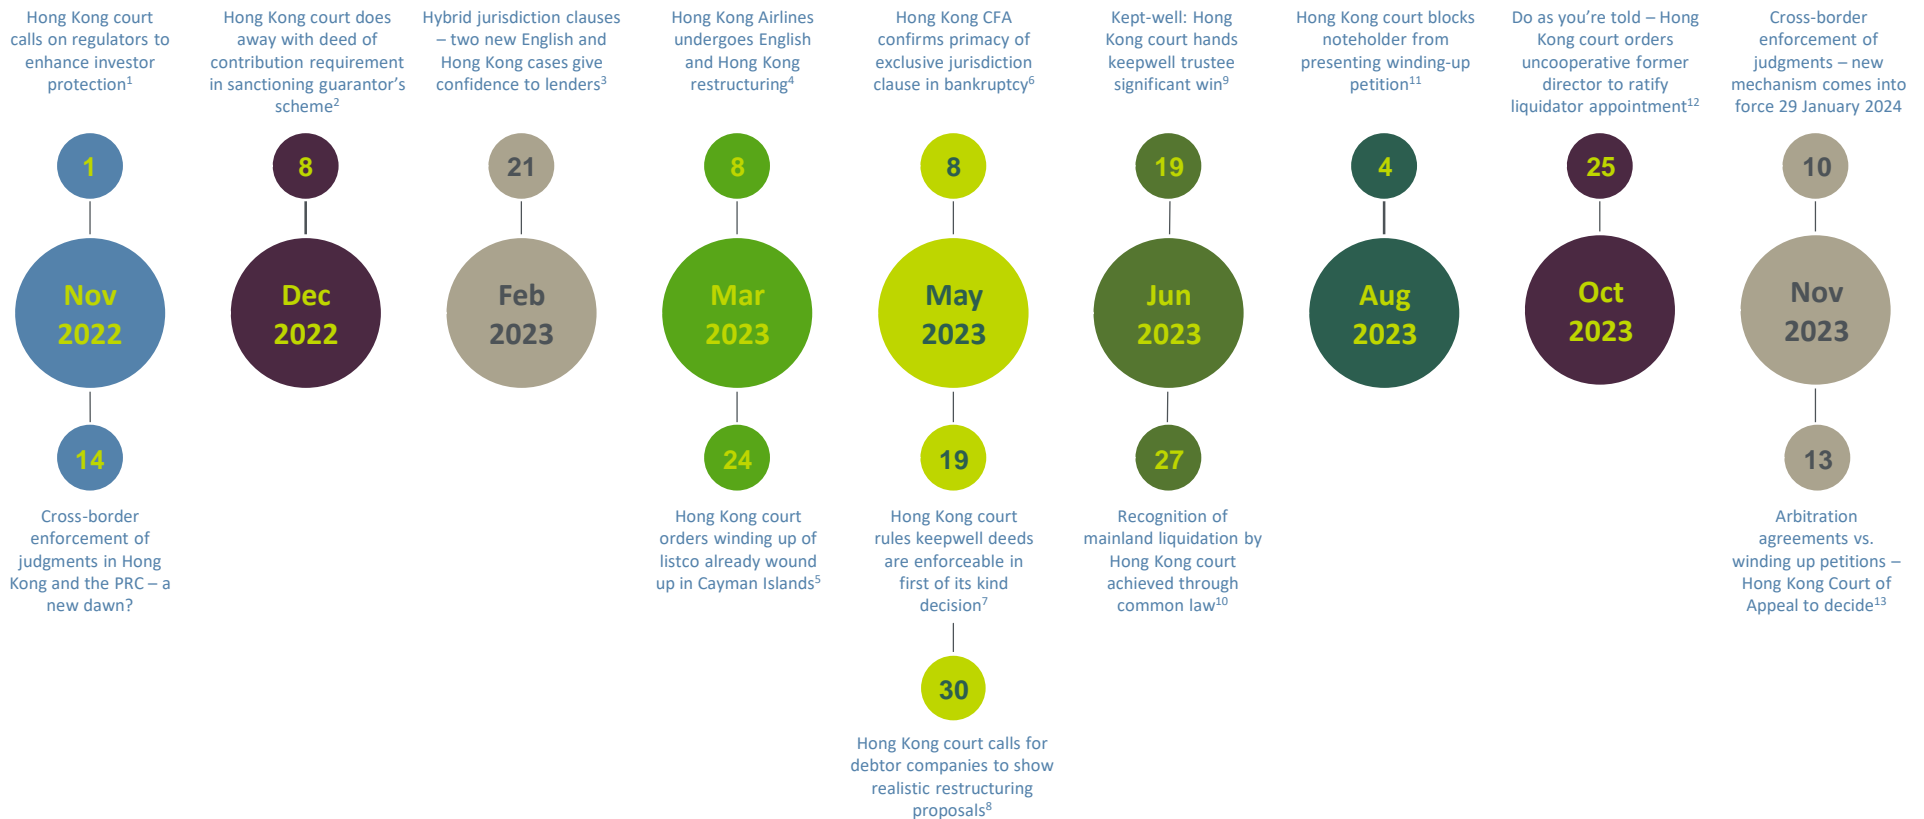 Hong Kong court
calls on regulators to
enhance investor
protection1
1
Nov
2022
14
Cross-border
enforcement of
judgments in Hong
Kong and the PRC – a
new dawn?
Hong Kong court does
away with deed of
contribution requirement
in sanctioning guarantor's
scheme2
8
Dec
2022
Hybrid jurisdiction clauses
– two new English and
Hong Kong cases give
confidence to lenders3
21
Feb
2023
Hong Kong Airlines
undergoes English
and Hong Kong
restructuring4
8
Mar
2023
24
Hong Kong court
orders winding up of
listco already wound
up in Cayman Islands5
Hong Kong CFA
confirms primacy of
exclusive jurisdiction
clause in bankruptcy6
8
May
2023
19
Hong Kong court
rules keepwell deeds
are enforceable in
first of its kind
decision7
30
Hong Kong court calls for
debtor companies to show
realistic restructuring
proposals8
Kept-well: Hong
Kong court hands
keepwell trustee
significant win9
19
Jun
2023
27
Recognition of
mainland liquidation by
Hong Kong court
achieved through
common law10
Hong Kong court blocks
noteholder from
presenting winding-up
petition11
4
Aug
2023
Do as you're told – Hong
Kong court orders
uncooperative former
director to ratify
liquidator appointment12
25
Oct
2023
Cross-border
enforcement of
judgments – new
mechanism comes into
force 29 January 2024
10
Nov
2023
13
Arbitration
agreements vs.
winding up petitions –
Hong Kong Court of
Appeal to decide13